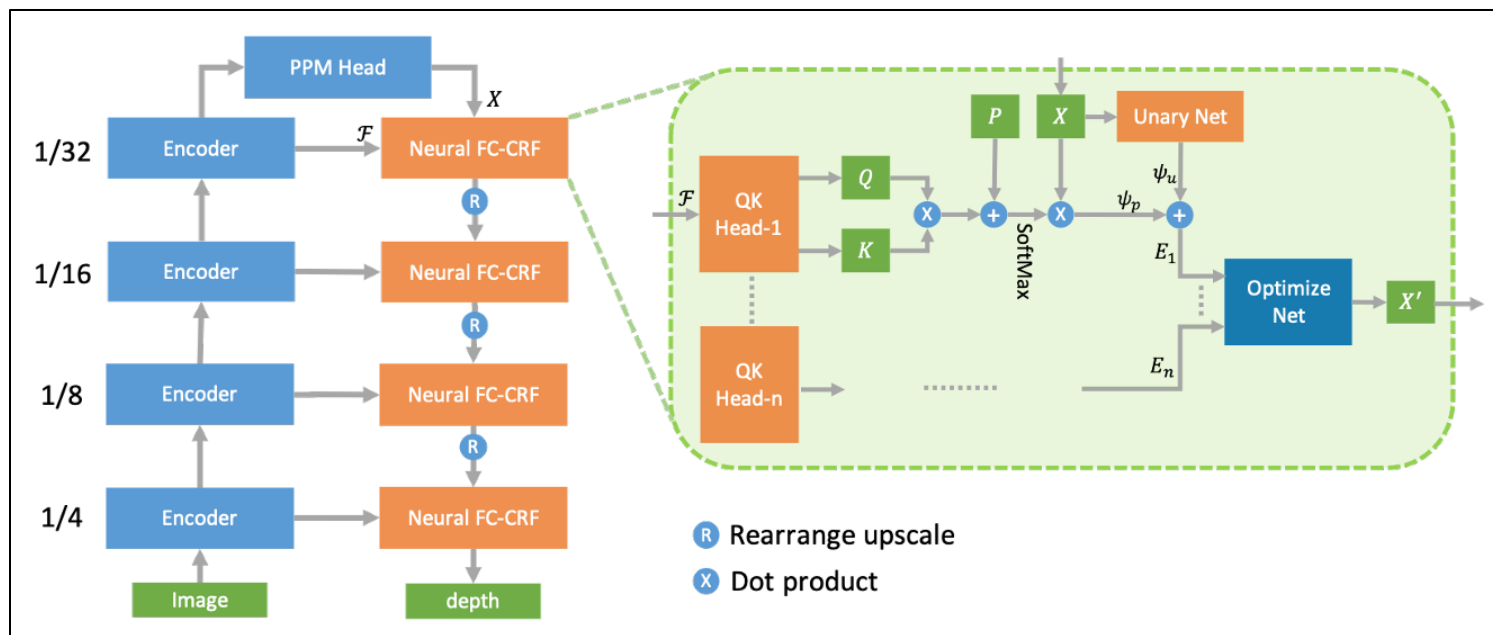 PPM Head
X
1/32
Encoder
ℱ
Neural FC-CRF
R
1/16
Encoder
Neural FC-CRF
R
1/8
Encoder
Neural FC-CRF
R
1/4
Encoder
Neural FC-CRF
Image
depth
P
X
Unary Net
ℱ
QK
Head-1
Q
K
X
+
SoftMax
X
ψp
ψu
+
E1
Optimize
Net
X′
QK
Head-n
En
R Rearrange upscale
X Dot product